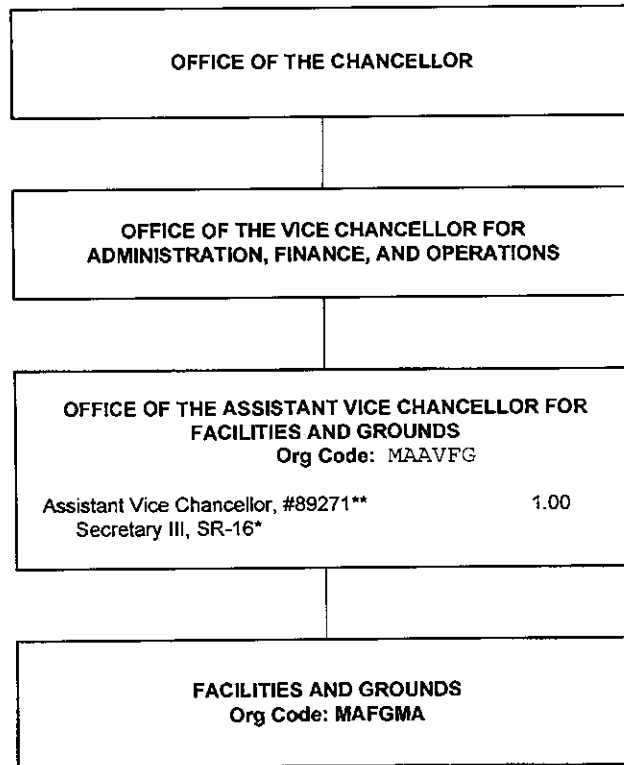 OFFICE OF THE CHANCELLOR
OFFICE OF THE VICE CHANCELLOR FOR
ADMINISTRATION, FINANCE, AND OPERATIONS
OFFICE OF THE ASSISTANT VICE CHANCELLOR FOR
FACILITIES AND GROUNDS
Org Code: MAAVFG
Assistant Vice Chancellor, #89271** 1.00
Secretary III, SR-16*
FACILITIES AND GROUNDS
Org Code: MAFGMA